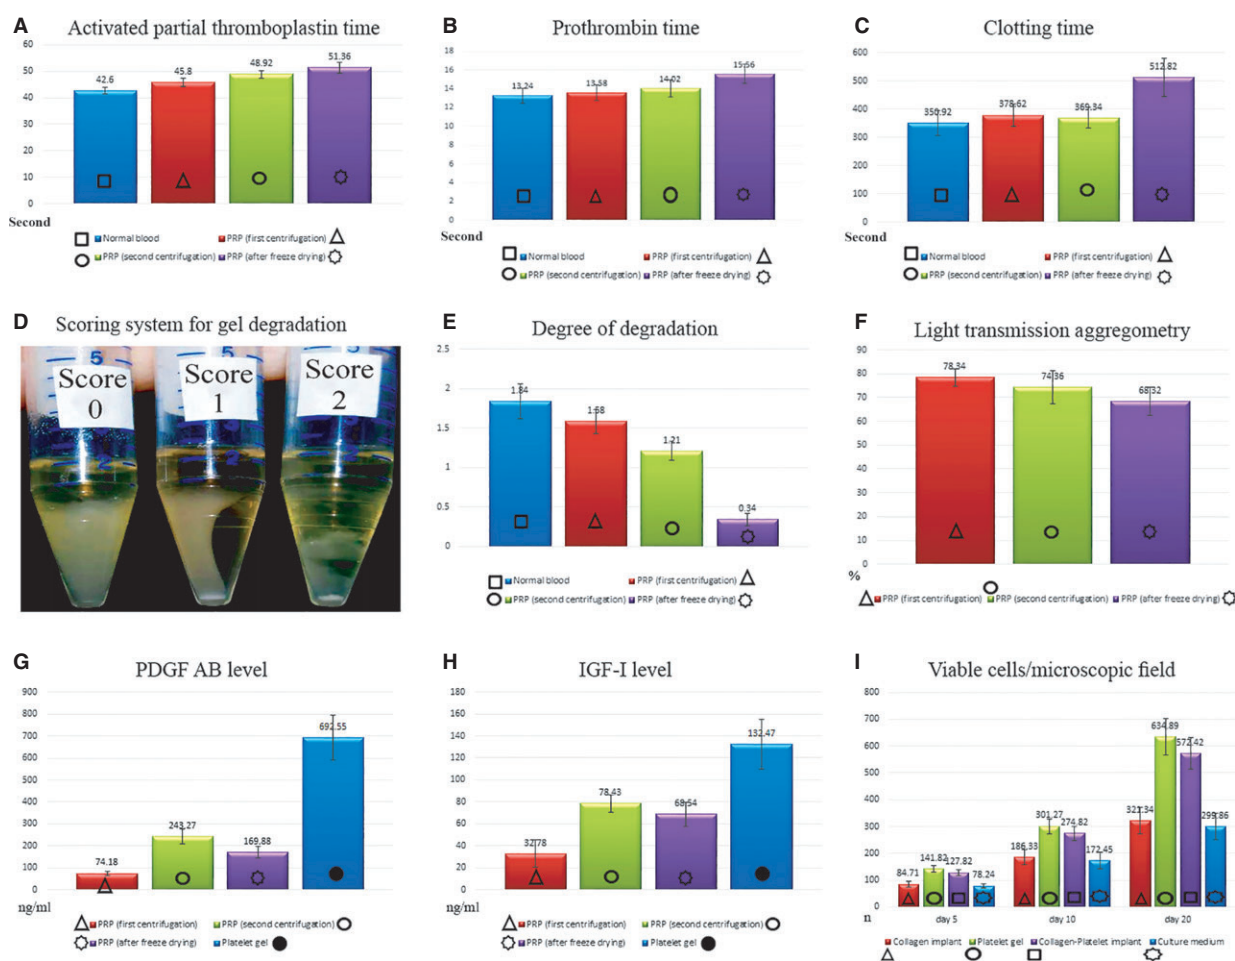 A
Activated partial thromboplastin time
60
50
40
30
20
10
0
42.6
45.8
48.92
51.36
Second
Normal blood
PRP (first centrifugation)
PRP (second centrifugation)
PRP (after freeze drying)
B
Prothrombin time
18
16
14
12
10
8
6
4
2
0
13.24
13.58
14.02
15.56
Second
Normal blood
PRP (first centrifugation)
PRP (second centrifugation)
PRP (after freeze drying)
C
Clotting time
600
500
400
300
200
100
0
350.92
378.62
369.34
512.82
Second
Normal blood
PRP (first centrifugation)
PRP (second centrifugation)
PRP (after freeze drying)
D
Scoring system for gel degradation
Score
0
Score
1
Score
2
5
5
2
E
Degree of degradation
2.5
2
1.5
1
0.5
0
1.84
1.58
1.21
0.34
Normal blood
PRP (first centrifugation)
PRP (second centrifugation)
PRP (after freeze drying)
F
Light transmission aggregometry
90
80
70
60
50
40
30
20
10
0
78.34
74.36
68.32
%
PRP (first centrifugation)
PRP (second centrifugation)
PRP (after freeze drying)
G
PDGF AB level
900
800
700
600
500
400
300
200
100
0
74.18
243.27
169.88
692.55
ng/ml
PRP (first centrifugation)
PRP (second centrifugation)
PRP (after freeze drying)
Platelet gel
H
IGF-I level
180
160
140
120
100
80
60
40
20
0
32.78
78.43
68.54
132.47
ng/ml
PRP (first centrifugation)
PRP (second centrifugation)
PRP (after freeze drying)
Platelet gel
I
Viable cells/microscopic field
800
700
600
500
400
300
200
100
0
84.71
141.82
127.82
78.24
186.33
301.27
274.82
172.45
321.34
634.89
572.42
299.86
n
day 5
day 10
day 20
Collagen implant
Platelet gel
Collagen-Platelet implant
Culture medium